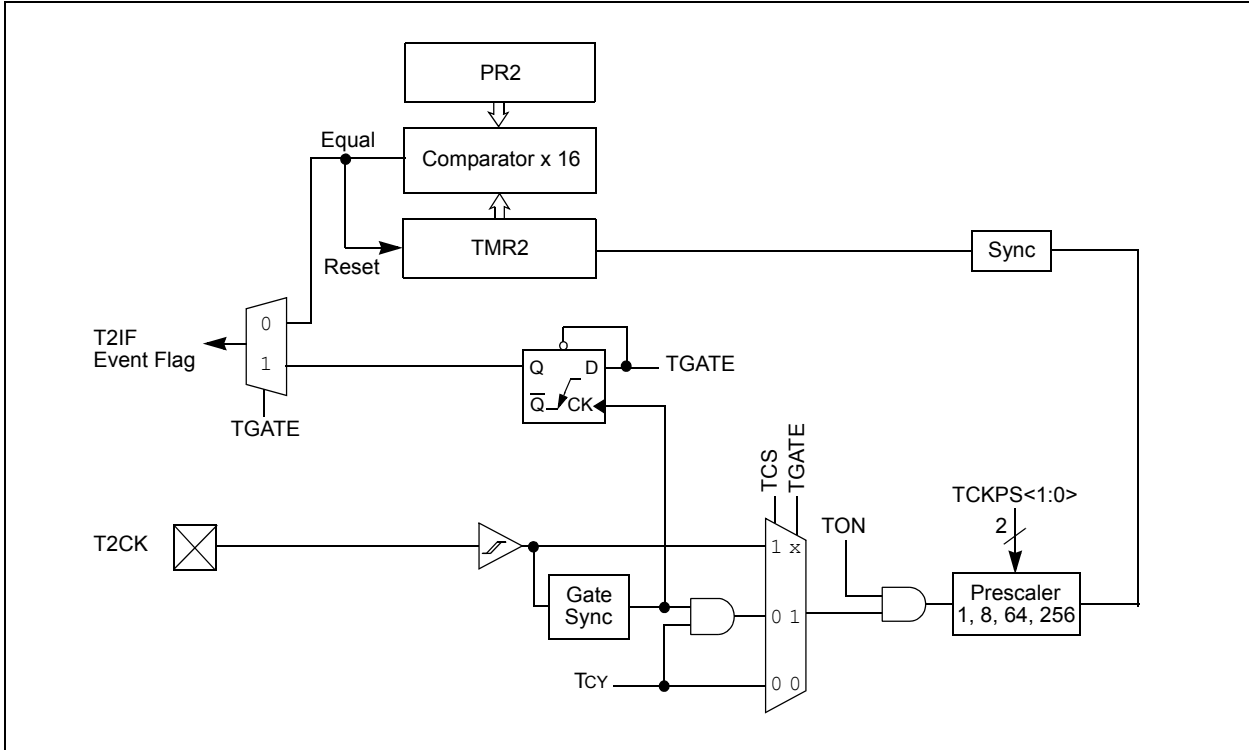 PR2
Equal
Comparator x 16
TMR2
Reset
Sync
0
T2IF
Event Flag
1
Q
D
TGATE
Q̅
CK
TGATE
TCS
TGATE
TCKPS<1:0>
TON
2
T2CK
1 x
Gate
Sync
Prescaler
1, 8, 64, 256
0 1
TCY
0 0